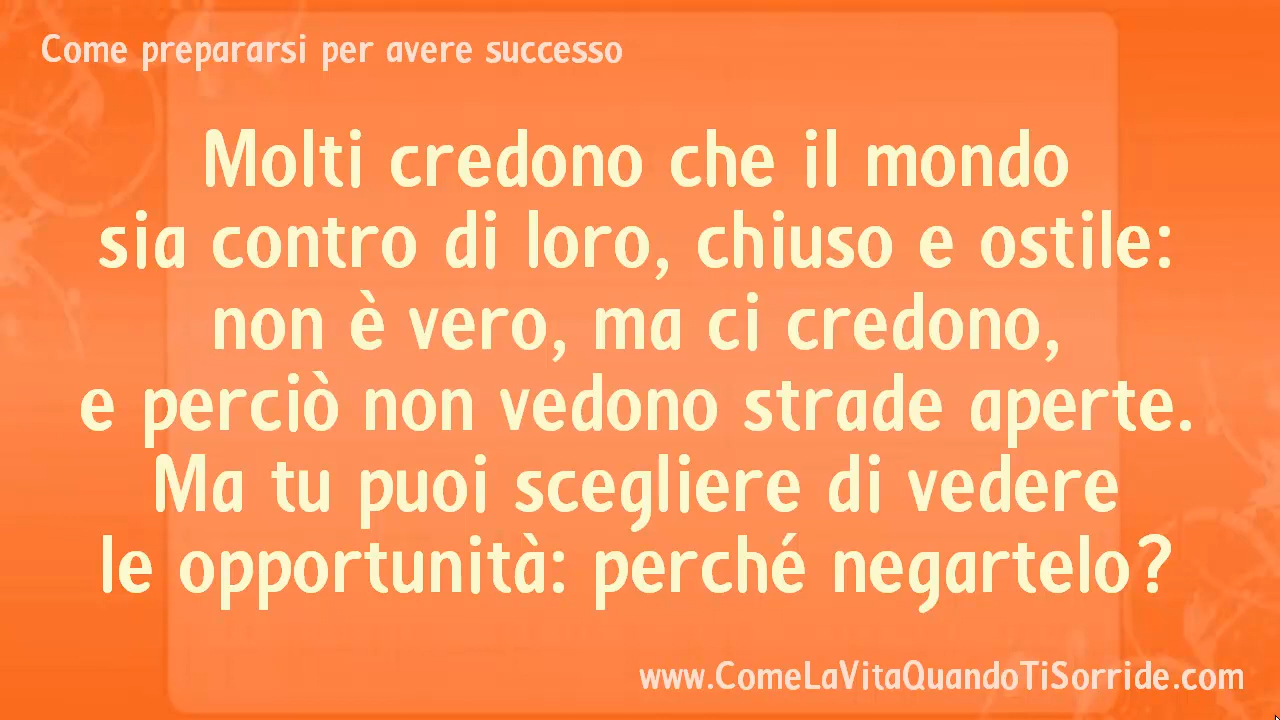 Come prepararsi per avere successo
Molti credono che il mondo
sia contro di loro, chiuso e ostile:
non è vero, ma ci credono,
e perciò non vedono strade aperte.
Ma tu puoi scegliere di vedere
le opportunità: perché negartelo?
www.ComeLaVitaQuandoTiSorride.com